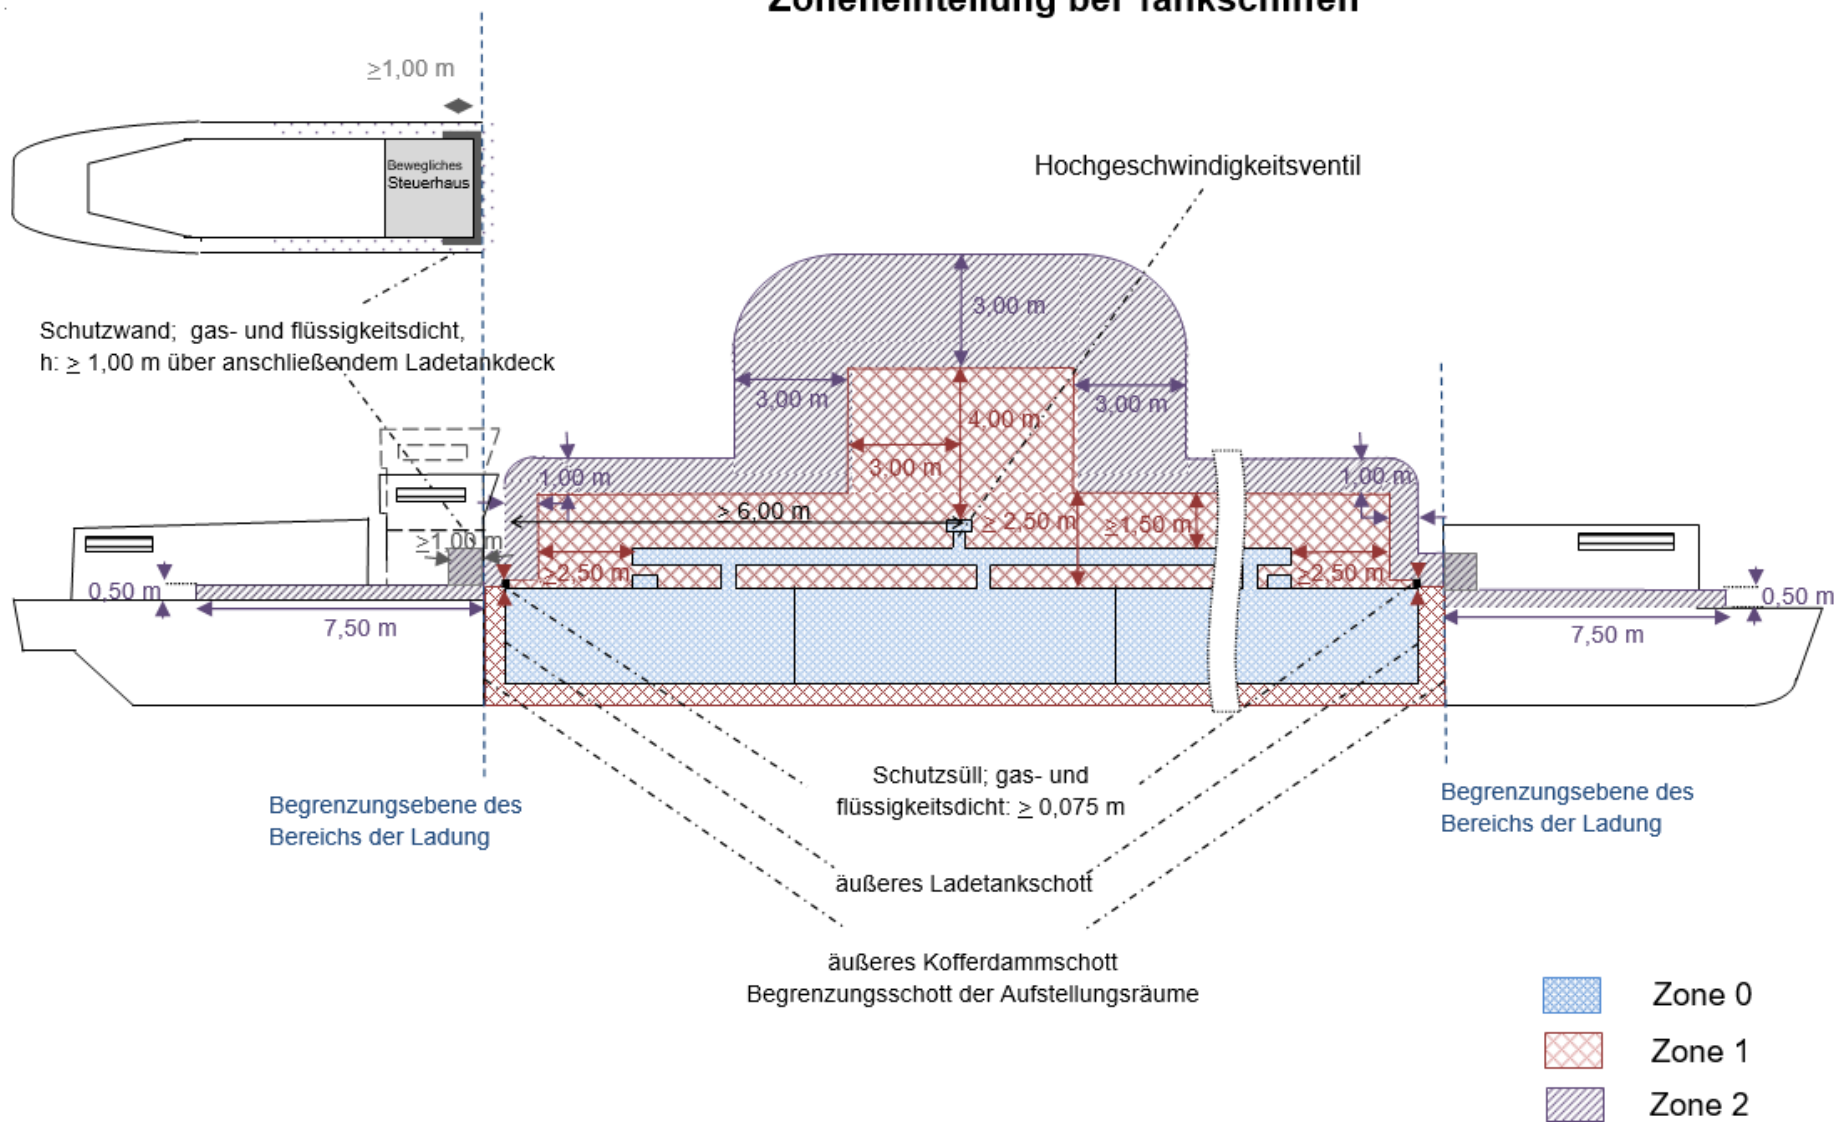 Zoneneinteilung bei Tankschiffen
≥1,00 m
Bewegliches
Steuerhaus
Hochgeschwindigkeitsventil
Schutzwand; gas- und flüssigkeitsdicht,
h: ≥ 1,00 m über anschließendem Ladetankdeck
3,00 m
3,00 m
3,00 m
4,00 m
3,00 m
1,00 m
1,00 m
≥ 6,00 m
≥ 2,50 m
≥1,50 m
≥1,00 m
≥2,50 m
≥2,50 m
0,50 m
0,50 m
7,50 m
7,50 m
Schutzsüll; gas- und
flüssigkeitsdicht: ≥ 0,075 m
Begrenzungsebene des
Bereichs der Ladung
Begrenzungsebene des
Bereichs der Ladung
äußeres Ladetankschott
äußeres Kofferdammschott
Begrenzungsschott der Aufstellungsräume
Zone 0
Zone 1
Zone 2